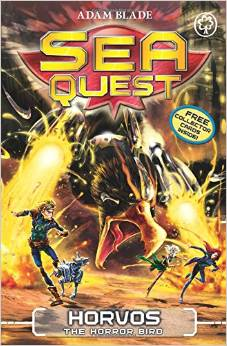 ADAM BLADE
SEA
QUEST
FREE
COLLECTOR
CARDS
INSIDE!
HORVOS
THE HORROR BIRD